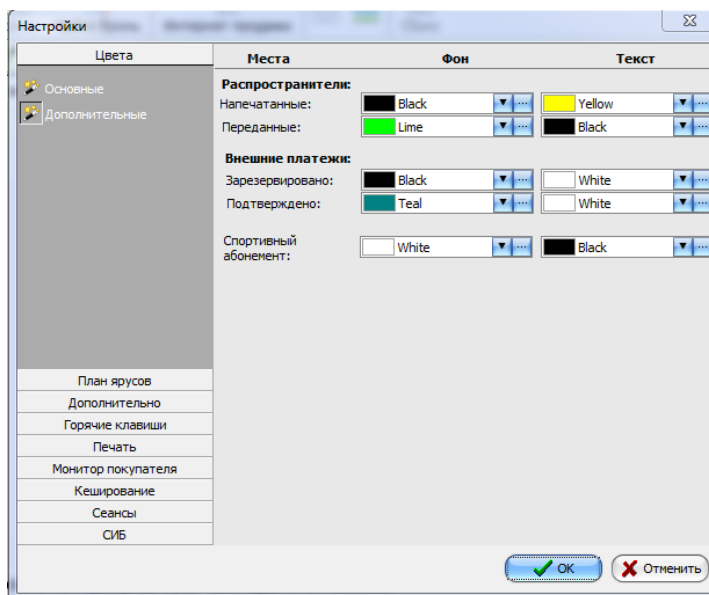 Настройки
Цвета
Основные
Дополнительные
План ярусов
Дополнительно
Горячие клавиши
Печать
Монитор покупателя
Кеширование
Сеансы
СИБ
Места Фон Текст
Распространители:
Напечатанные: Black Yellow
Переданные: Lime Black
Внешние платежи:
Зарезервировано: Black White
Подтверждено: Teal White
Спортивный
абонемент: White Black
OK Отменить